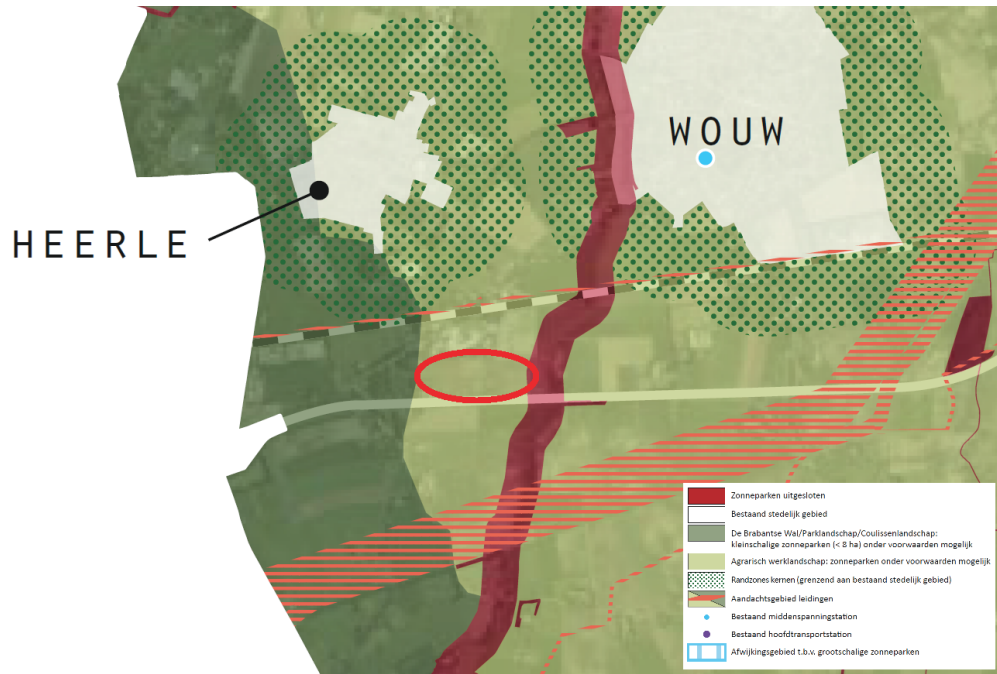 WOUW
HEERLE
Zonneparken uitgesloten
Bestaand stedelijk gebied
De Brabantse Wal/Parklandschap/Coulissenlandschap:
kleinschalige zonneparken (< 8 ha) onder voorwaarden mogelijk
Agrarisch werklandschap: zonneparken onder voorwaarden mogelijk
Randzones kernen (grenzend aan bestaand stedelijk gebied)
Aandachtsgebied leidingen
Bestaand middenspanningstation
Bestaand hoofdtransportstation
Afwijkingsgebied t.b.v. grootschalige zonneparken